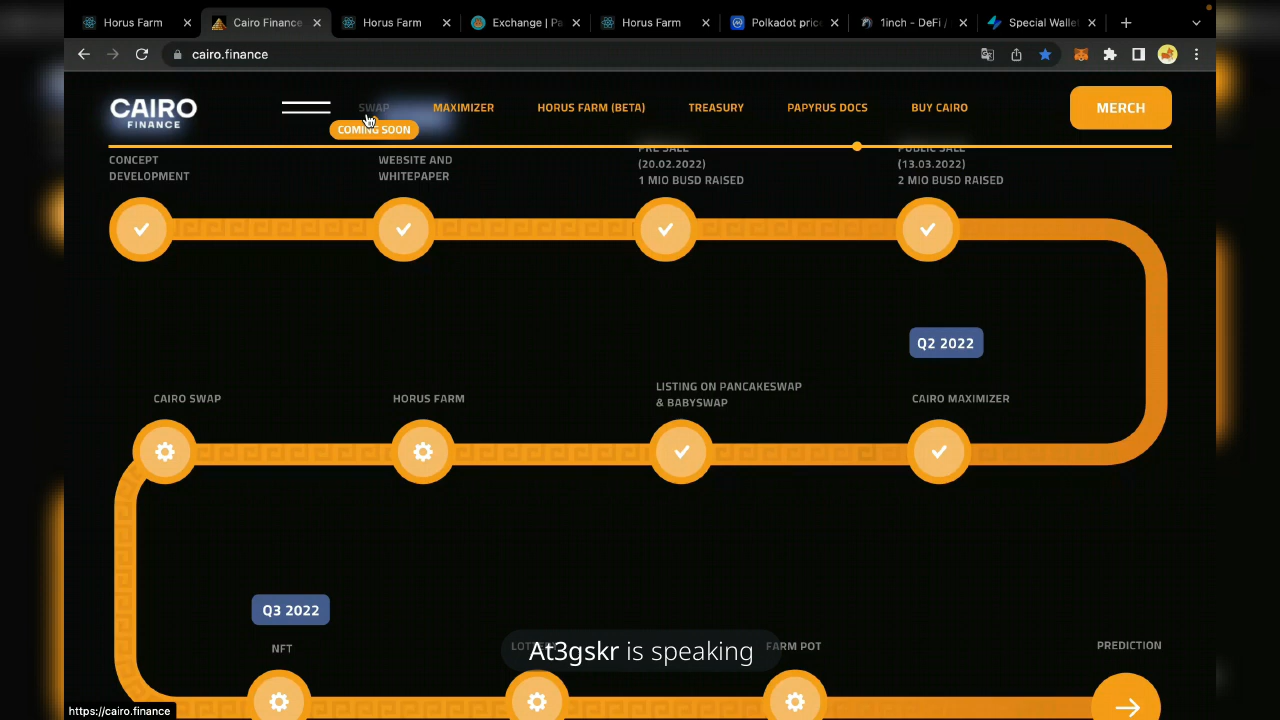 Horus Farm
Cairo Finance
Horus Farm
Exchange | Pa
Horus Farm
Polkadot pric
1inch - DeFi /
Special Walle
cairo.finance
CAIRO
FINANCE
SWAP
MAXIMIZER
HORUS FARM (BETA)
TREASURY
PAPYRUS DOCS
BUY CAIRO
MERCH
COMING SOON
CONCEPT
DEVELOPMENT
WEBSITE AND
WHITEPAPER
PRE SALE
(20.02.2022)
1 MIO BUSD RAISED
PUBLIC SALE
(13.03.2022)
2 MIO BUSD RAISED
Q2 2022
CAIRO SWAP
HORUS FARM
LISTING ON PANCAKESWAP
& BABYSWAP
CAIRO MAXIMIZER
Q3 2022
NFT
LOTTERY
FARM POT
PREDICTION
At3gskr is speaking
https://cairo.finance